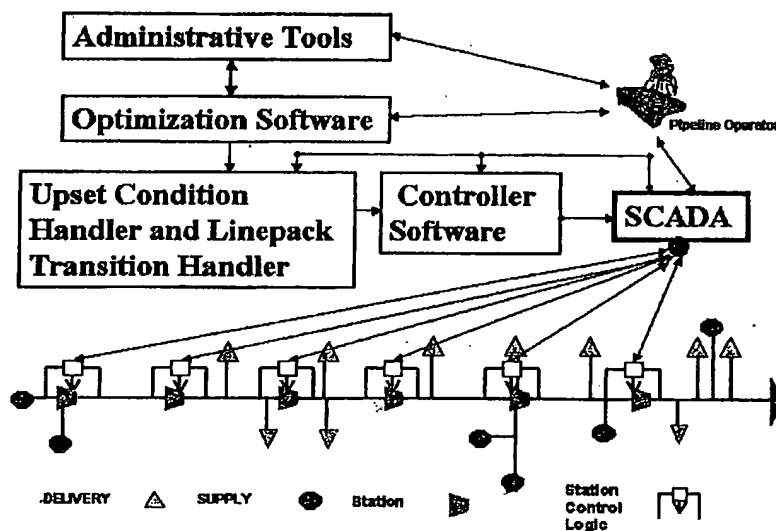 Administrative Tools
Optimization Software
Pipeline Operator
Upset Condition
Handler and Linepack
Transition Handler
Controller
Software
SCADA
.DELIVERY
SUPPLY
Station
Station
Control
Logic